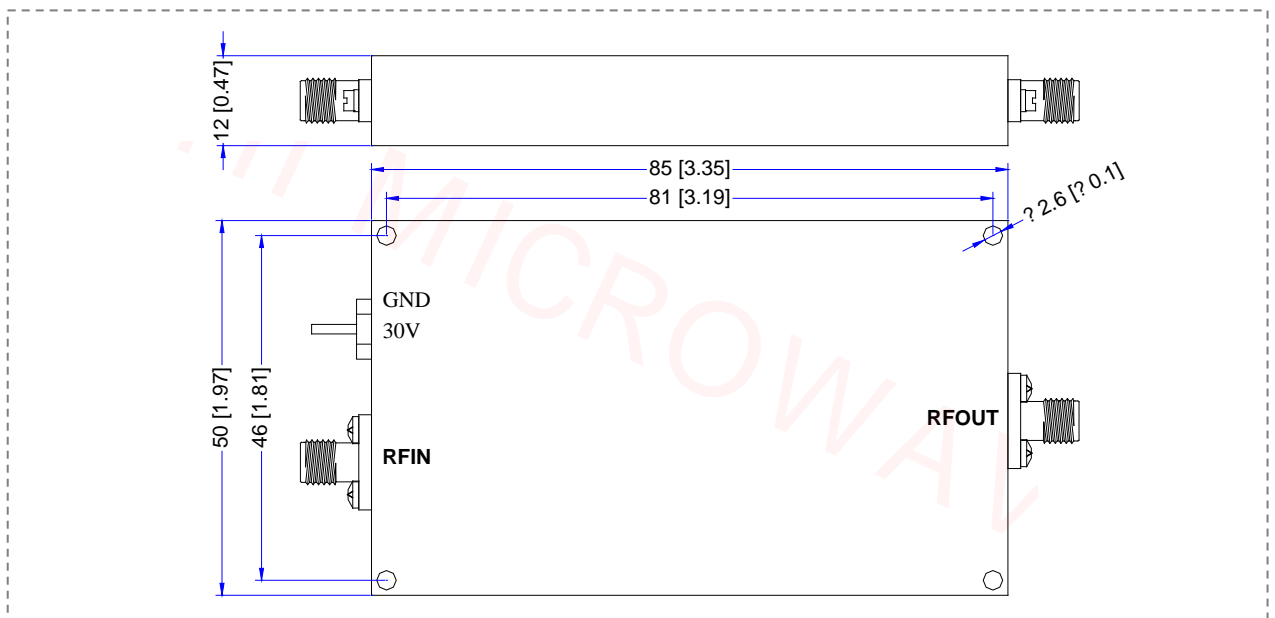 12 [0.47]
85 [3.35]
81 [3.19]
? 2.6 [? 0.1]
50 [1.97]
46 [1.81]
GND
30V
RFIN
RFOUT
MICROWAV